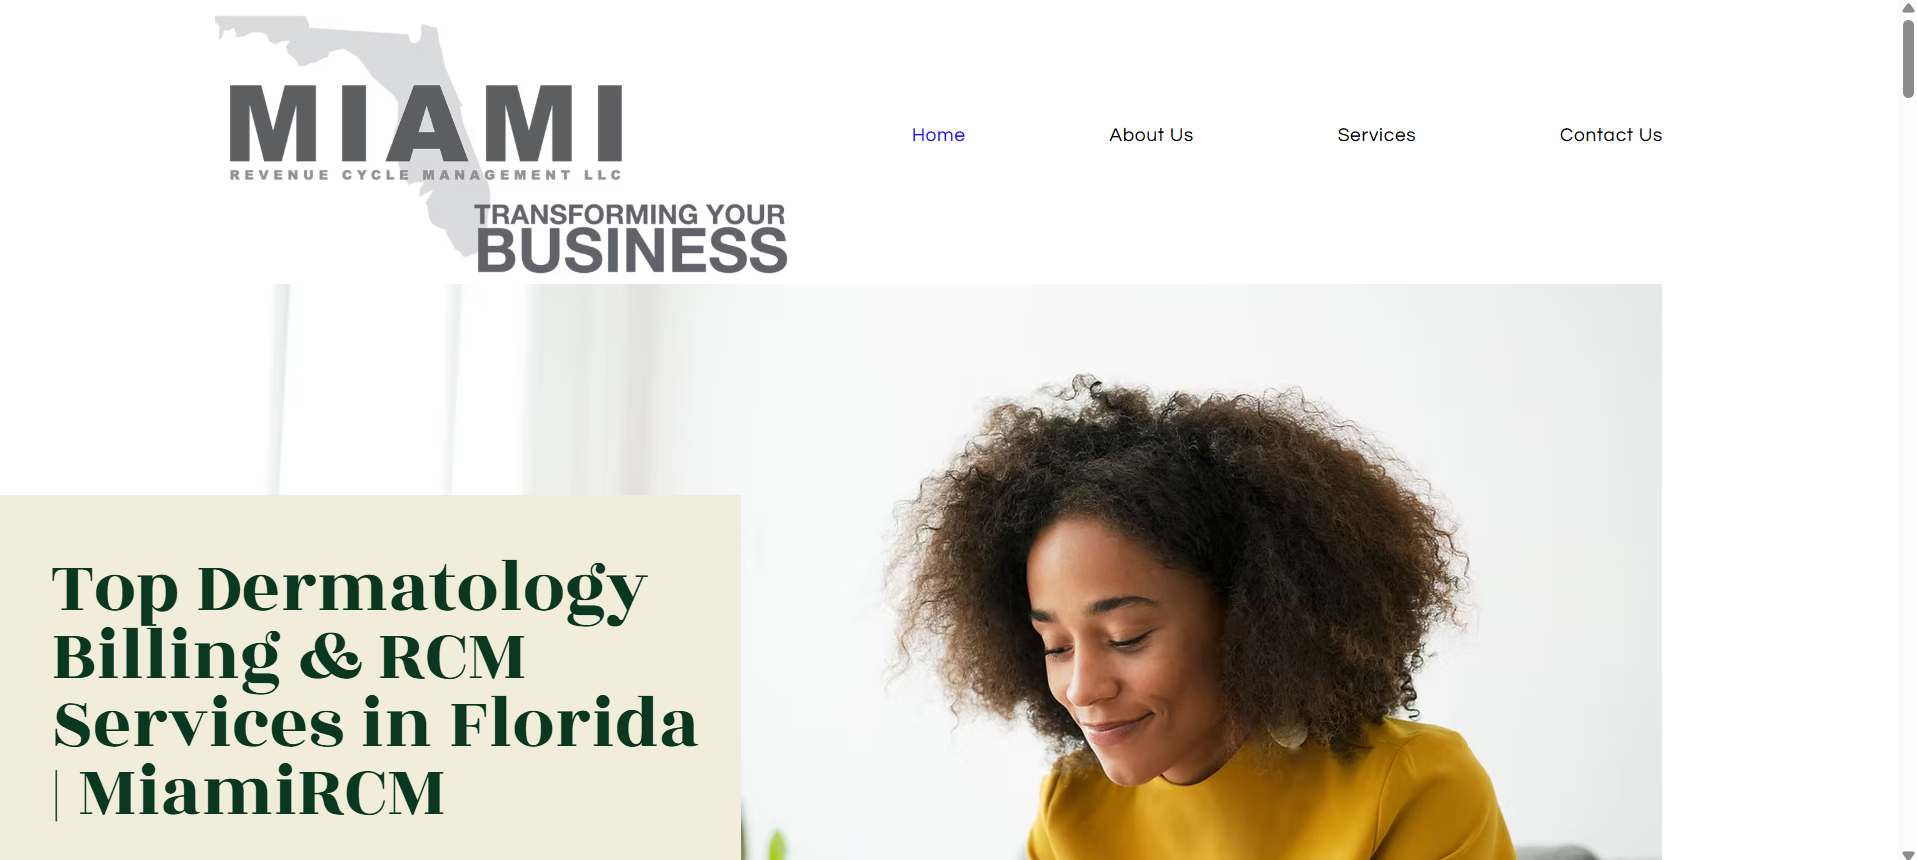 MIAMI
REVENUE CYCLE MANAGEMENT LLC
TRANSFORMING YOUR
BUSINESS
Home
About Us
Services
Contact Us
Top Dermatology
Billing & RCM
Services in Florida
| MiamiRCM